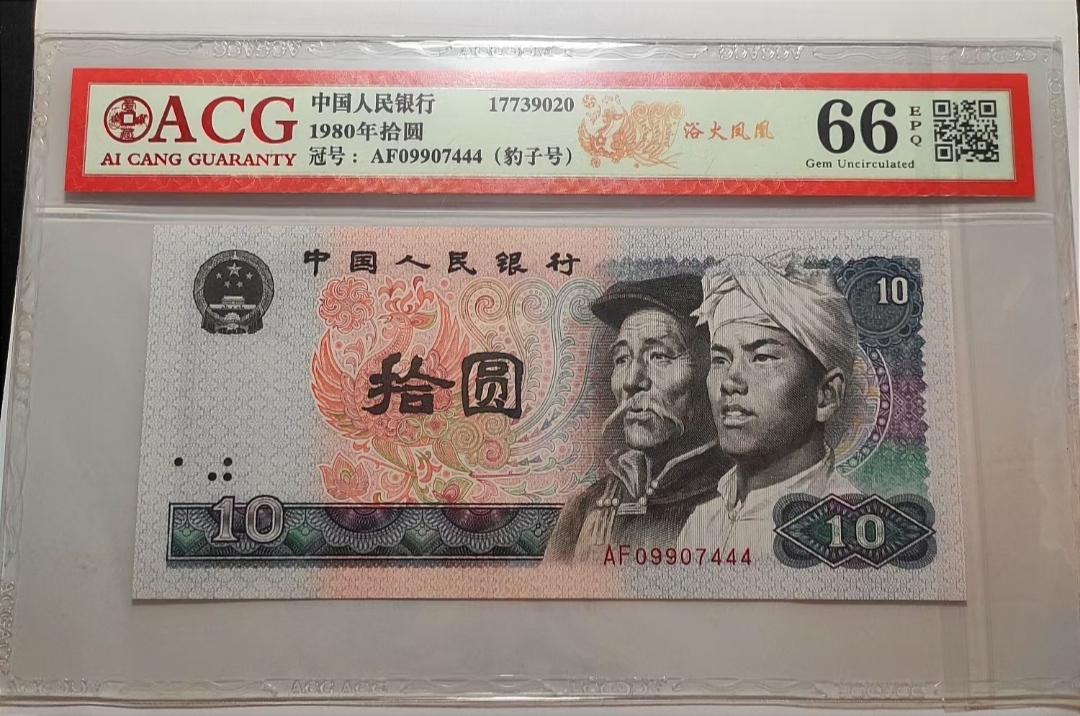 ACG
AI CANG GUARANTY
中国人民银行 17739020
1980年拾圆
冠号：AF09907444（豹子号）
浴火凤凰
66 EPQ
Gem Uncirculated
中国人民银行
10
拾圆
10
AF09907444
10
ACG ACG